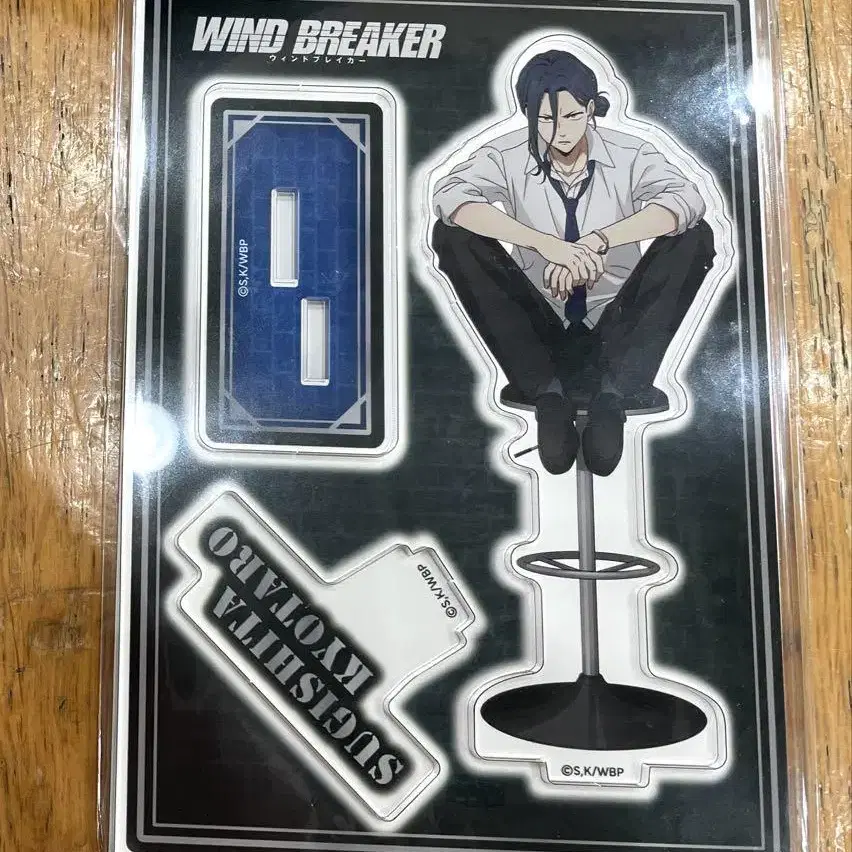 WIND BREAKER
ウィンドブレイカー
©S,K/WBP
SUGISHITA
KYOTARO
©S,K/WBP
©S,K/WBP